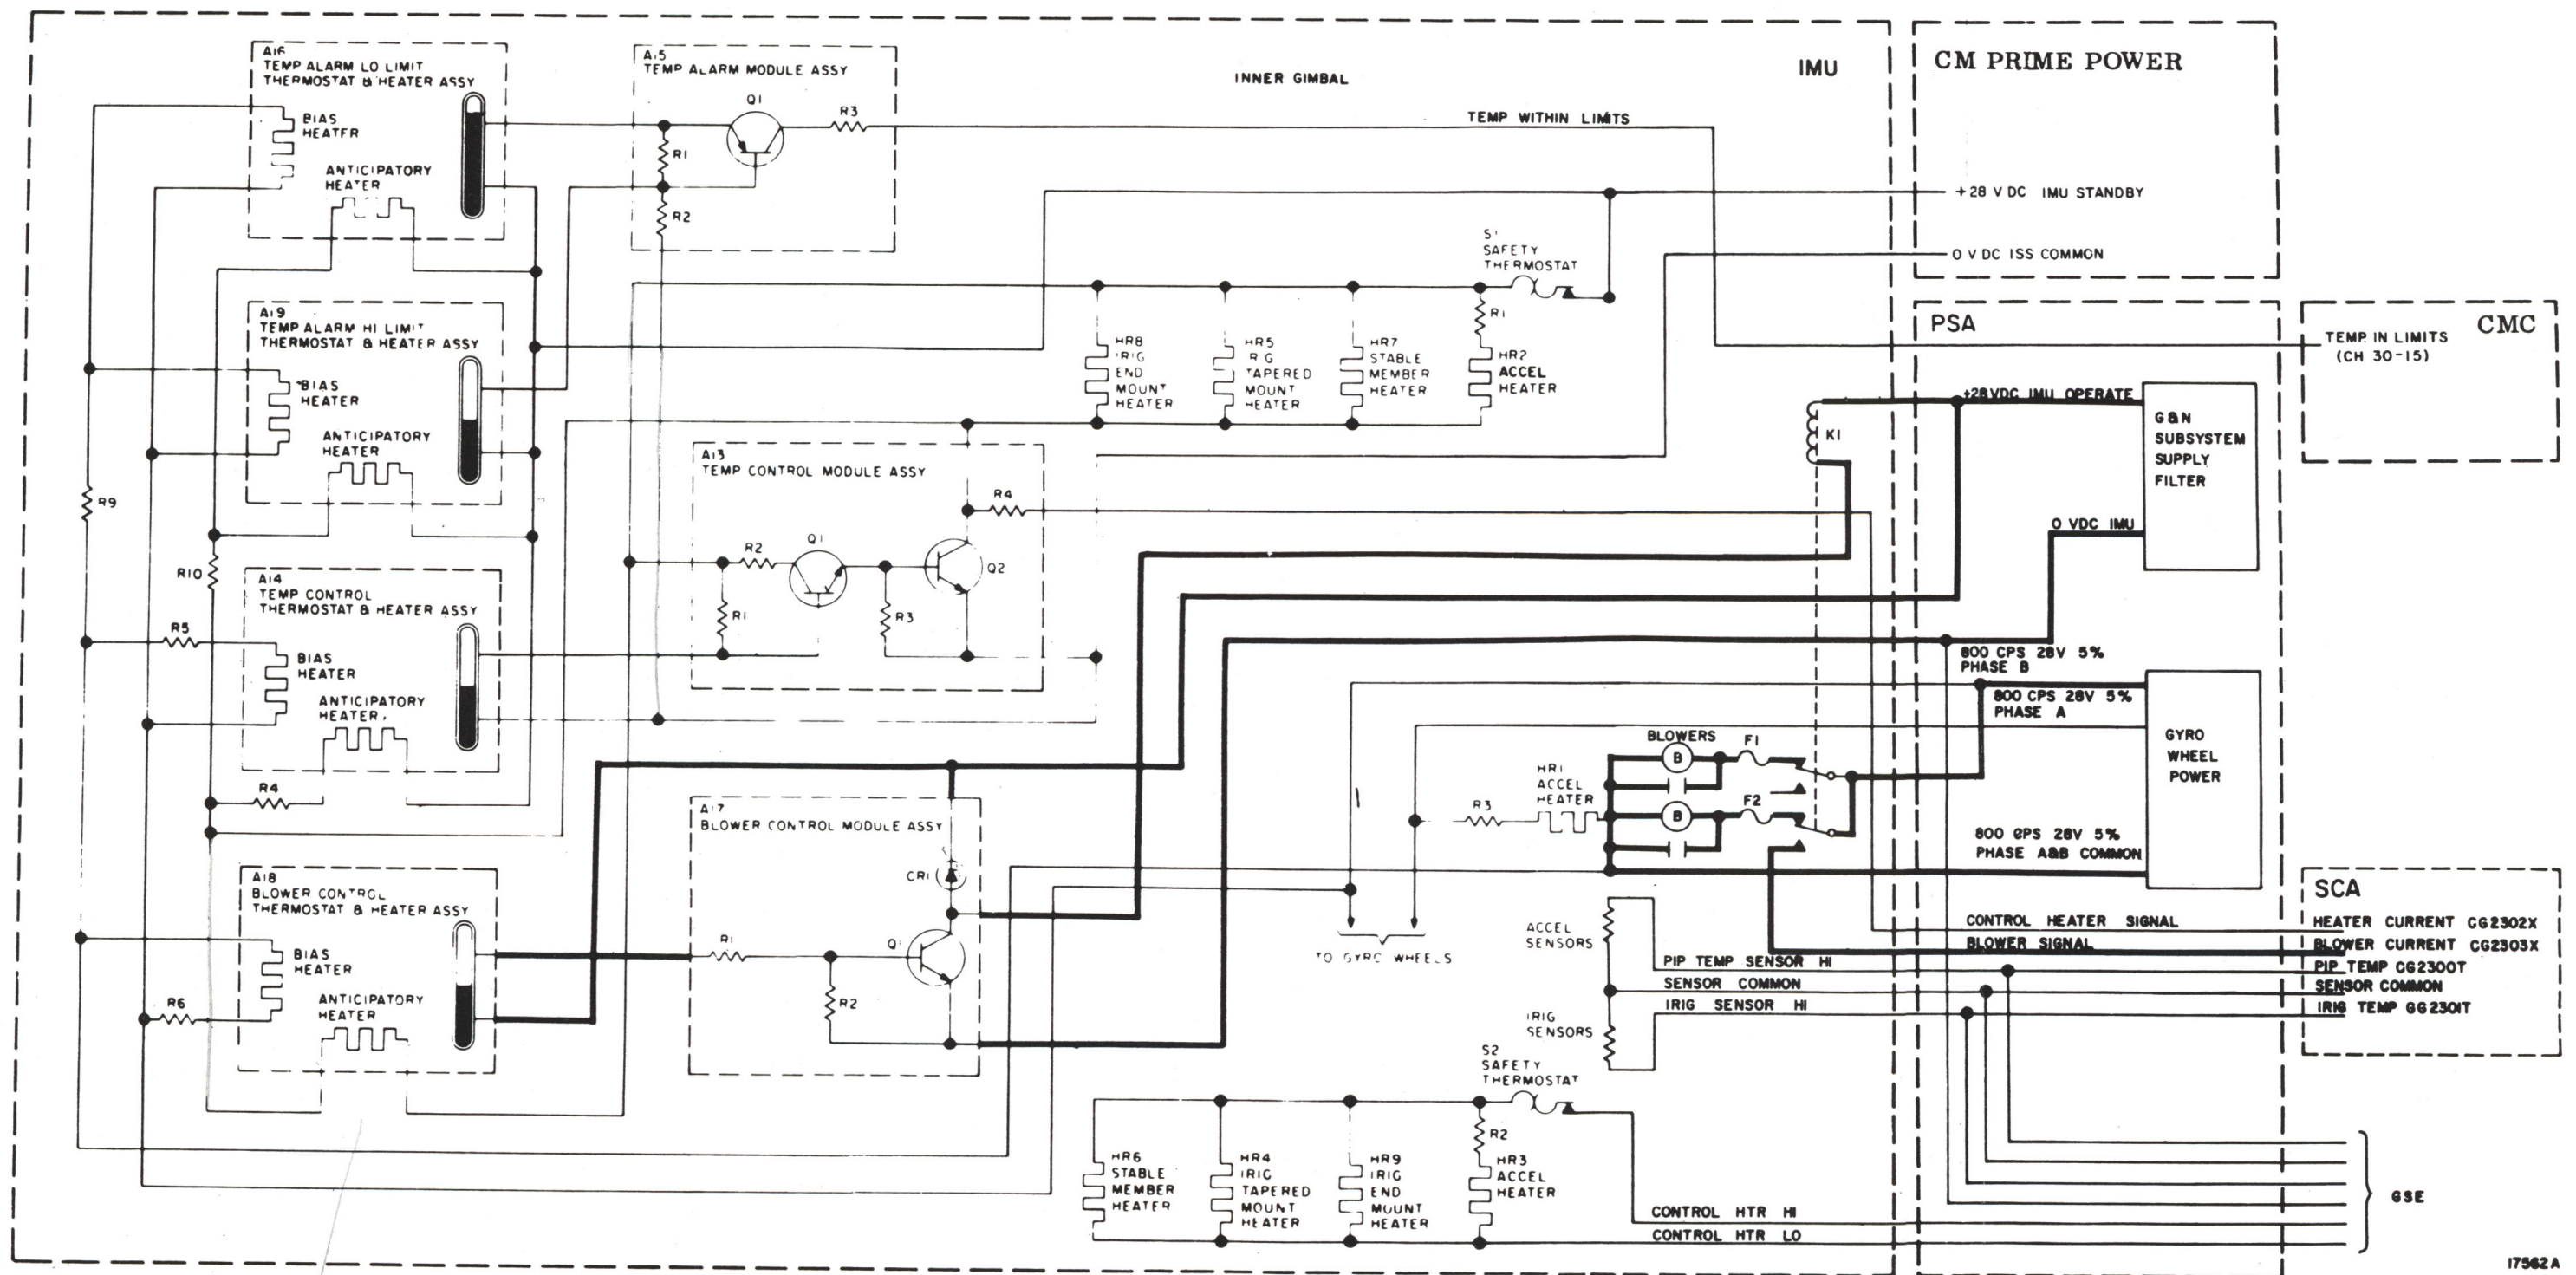 A16
TEMP ALARM LO LIMIT
THERMOSTAT & HEATER ASSY
BIAS
HEATER
ANTICIPATORY
HEATER
A15
TEMP ALARM MODULE ASSY
Q1
R3
R1
R2
INNER GIMBAL
IMU
TEMP WITHIN LIMITS
CM PRIME POWER
+28 V DC IMU STANDBY
0 V DC ISS COMMON
S1
SAFETY
THERMOSTAT
A19
TEMP ALARM HI LIMIT
THERMOSTAT & HEATER ASSY
BIAS
HEATER
ANTICIPATORY
HEATER
R9
R10
HR8
IRIG
END
MOUNT
HEATER
HR5
TAPERED
MOUNT
HEATER
HR7
STABLE
MEMBER
HEATER
R1
HR2
ACCEL
HEATER
PSA
CMC
TEMP. IN LIMITS
(CH 30-15)
+28VDC IMU OPERATE
G&N
SUBSYSTEM
SUPPLY
FILTER
K1
0 VDC IMU
A13
TEMP CONTROL MODULE ASSY
R4
R2
Q1
Q2
R1
R3
A14
TEMP CONTROL
THERMOSTAT & HEATER ASSY
R5
BIAS
HEATER
ANTICIPATORY
HEATER
R4
800 CPS 28V 5%
PHASE B
800 CPS 28V 5%
PHASE A
GYRO
WHEEL
POWER
800 CPS 28V 5%
PHASE A&B COMMON
BLOWERS
B
F1
B
F2
HR1
ACCEL
HEATER
R3
A17
BLOWER CONTROL MODULE ASSY
CR1
R1
Q1
R2
A18
BLOWER CONTROL
THERMOSTAT & HEATER ASSY
BIAS
HEATER
ANTICIPATORY
HEATER
R6
TO GYRO WHEELS
ACCEL
SENSORS
IRIG
SENSORS
PIP TEMP SENSOR HI
SENSOR COMMON
IRIG SENSOR HI
CONTROL HEATER SIGNAL
BLOWER SIGNAL
SCA
HEATER CURRENT CG2302X
BLOWER CURRENT CG2303X
PIP TEMP CG2300T
SENSOR COMMON
IRIG TEMP GG2301T
S2
SAFETY
THERMOSTAT
HR6
STABLE
MEMBER
HEATER
HR4
IRIG
TAPERED
MOUNT
HEATER
HR9
IRIG
END
MOUNT
HEATER
R2
HR3
ACCEL
HEATER
CONTROL HTR HI
CONTROL HTR LO
GSE
17562A